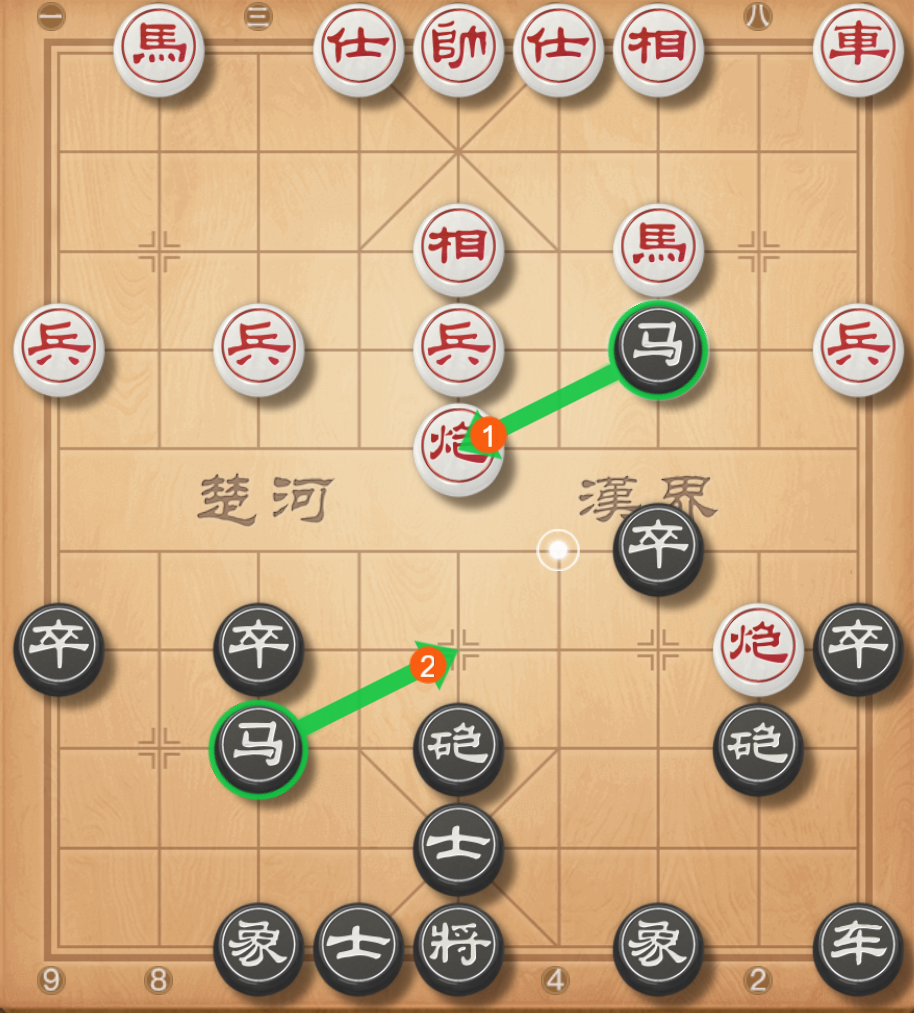 一 三 八
馬 仕 帥 仕 相 車
相 馬
兵 兵 兵 马 兵
炮 1
楚河 漢界
卒
卒 卒 2 炮 卒
马 砲 砲
士
象 士 将 象 车
9 8 4 2